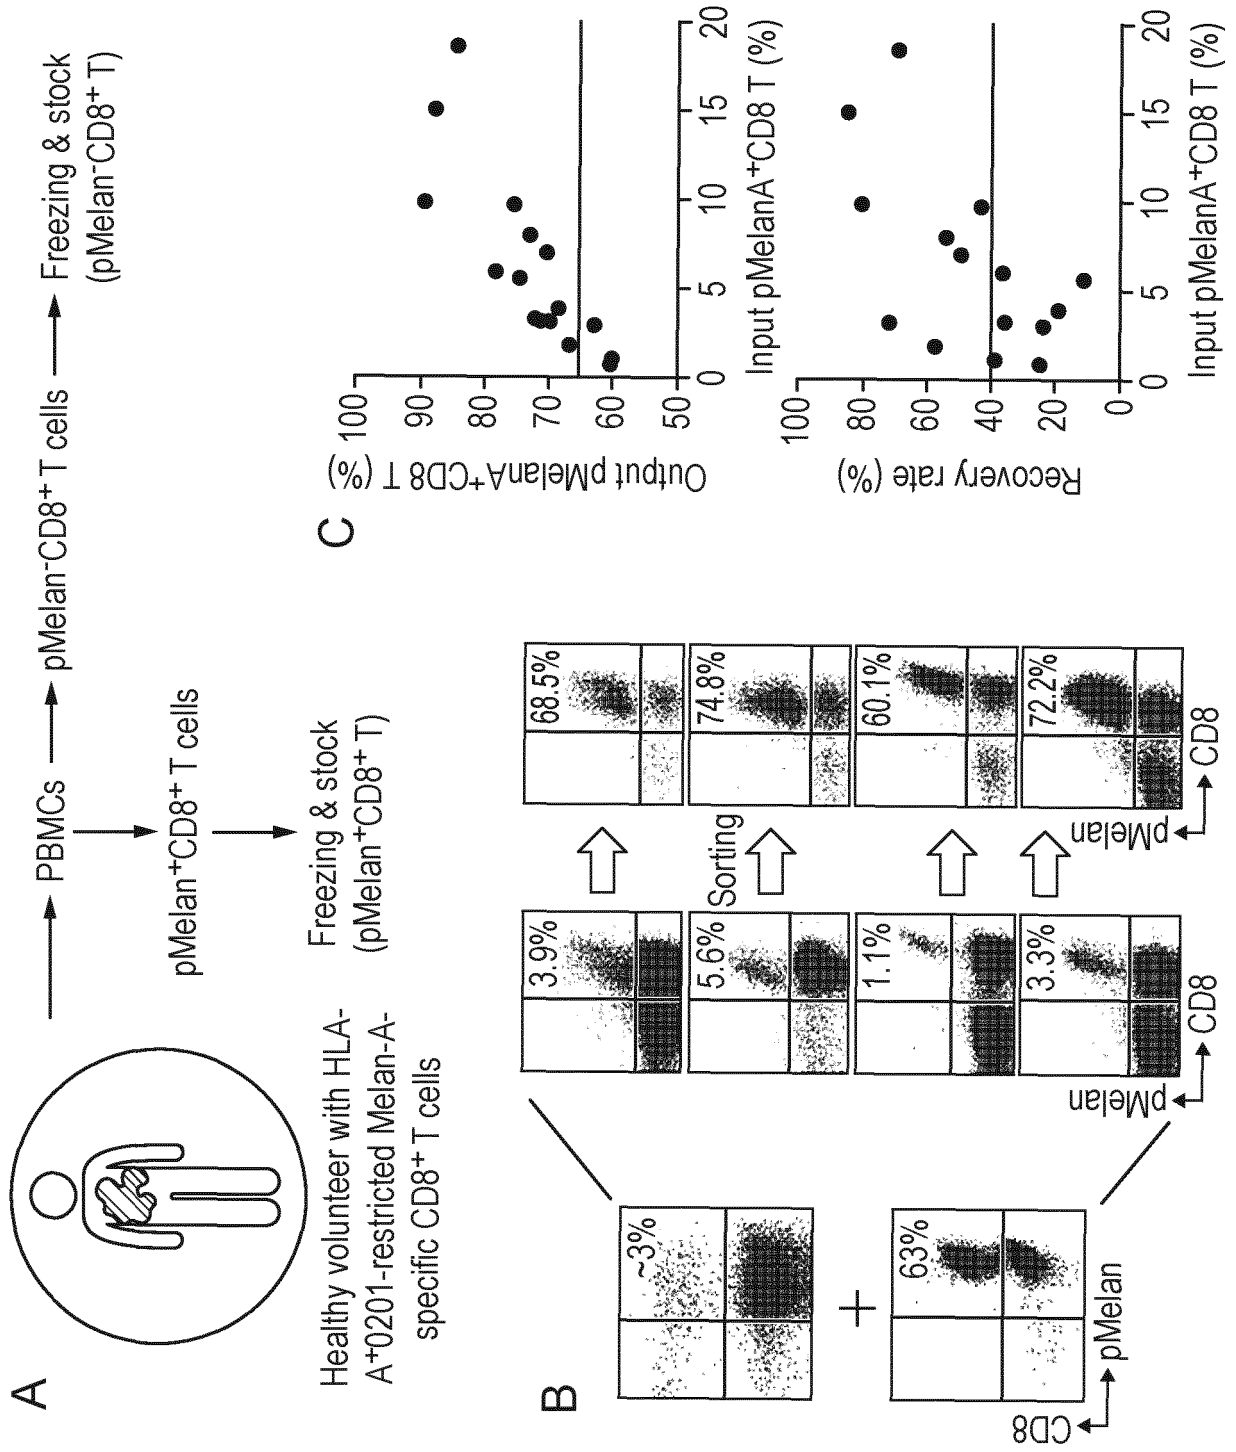 A
PBMCs
pMelan-CD8+ T cells
Freezing & stock
(pMelan-CD8+ T)
pMelan+CD8+ T cells
Freezing & stock
(pMelan+CD8+ T)
Healthy volunteer with HLA-
A+0201-restricted Melan-A-
specific CD8+ T cells
B
~3%
+
63%
CD8
pMelan
3.9%
5.6%
1.1%
3.3%
pMelan
CD8
Sorting
68.5%
74.8%
60.1%
72.2%
pMelan
CD8
C
Output pMelanA+CD8 T (%)
100
90
80
70
60
50
0
5
10
15
20
Input pMelanA+CD8 T (%)
Recovery rate (%)
100
80
60
40
20
0
0
5
10
15
20
Input pMelanA+CD8T (%)